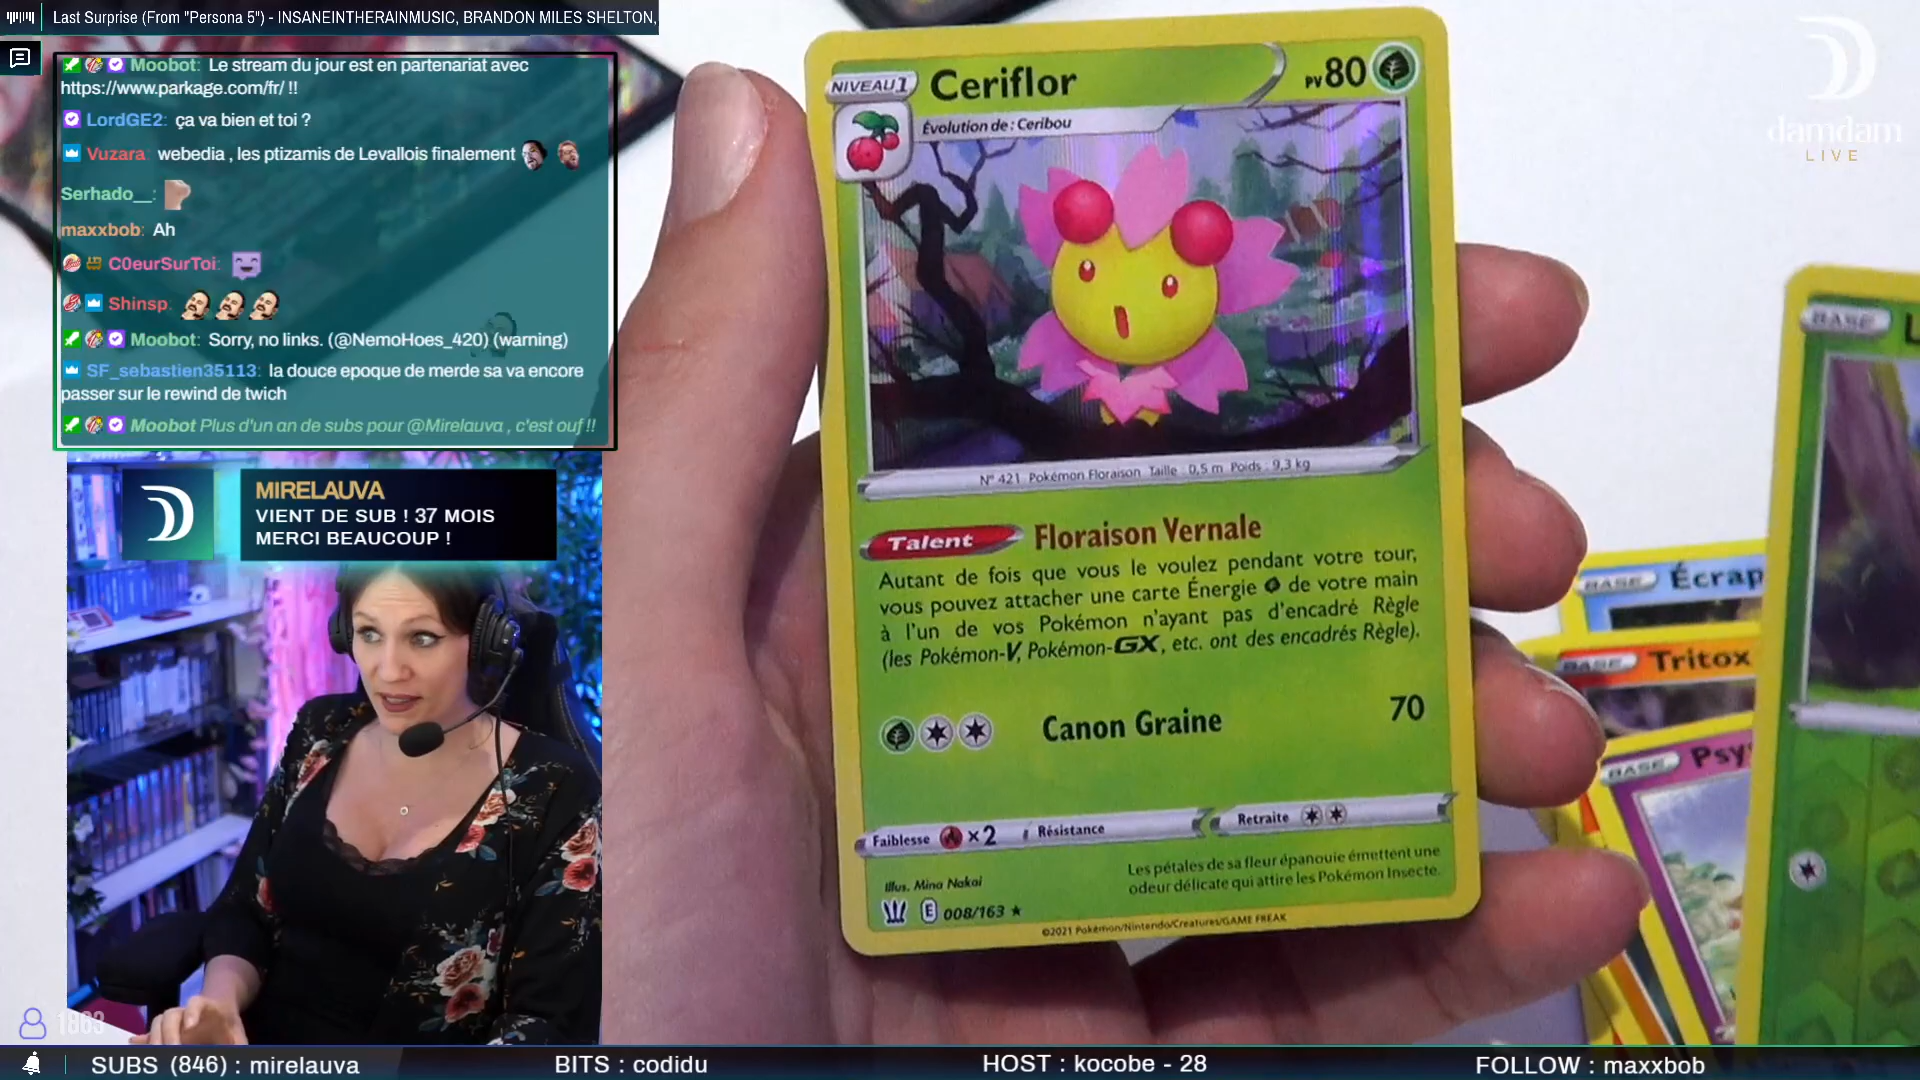 Last Surprise (From "Persona 5") - INSANEINTHERAINMUSIC, BRANDON MILES SHELTON,
Moobot: Le stream du jour est en partenariat avec
https://www.parkage.com/fr/ !!
LordGE2: ça va bien et toi ?
Vuzara: webedia , les ptizamis de Levallois finalement
Serhado__:
maxxbob: Ah
C0eurSurToi:
Shinsp:
Moobot: Sorry, no links. (@NemoHoes_420) (warning)
SF_sebastien35113: la douce epoque de merde sa va encore
passer sur le rewind de twich
Moobot Plus d'un an de subs pour @Mirelauva , c'est ouf !!
MIRELAUVA
VIENT DE SUB ! 37 MOIS
MERCI BEAUCOUP !
NIVEAU 1
Ceriflor
PV 80
Évolution de : Ceribou
N° 421 Pokémon Floraison Taille : 0,5 m Poids : 9,3 kg
Talent Floraison Vernale
Autant de fois que vous le voulez pendant votre tour,
vous pouvez attacher une carte Énergie de votre main
à l'un de vos Pokémon n'ayant pas d'encadré Règle
(les Pokémon-V, Pokémon-GX, etc. ont des encadrés Règle).
Canon Graine 70
Faiblesse ×2 Résistance Retraite
Les pétales de sa fleur épanouie émettent une
odeur délicate qui attire les Pokémon Insecte.
Illus. Mina Nakai
E 008/163 ★
©2021 Pokémon/Nintendo/Creatures/GAME FREAK
BASE L
BASE Écrap
BASE Tritox
BASE Psy
damdam
LIVE
SUBS (846) : mirelauva
BITS : codidu
HOST : kocobe - 28
FOLLOW : maxxbob